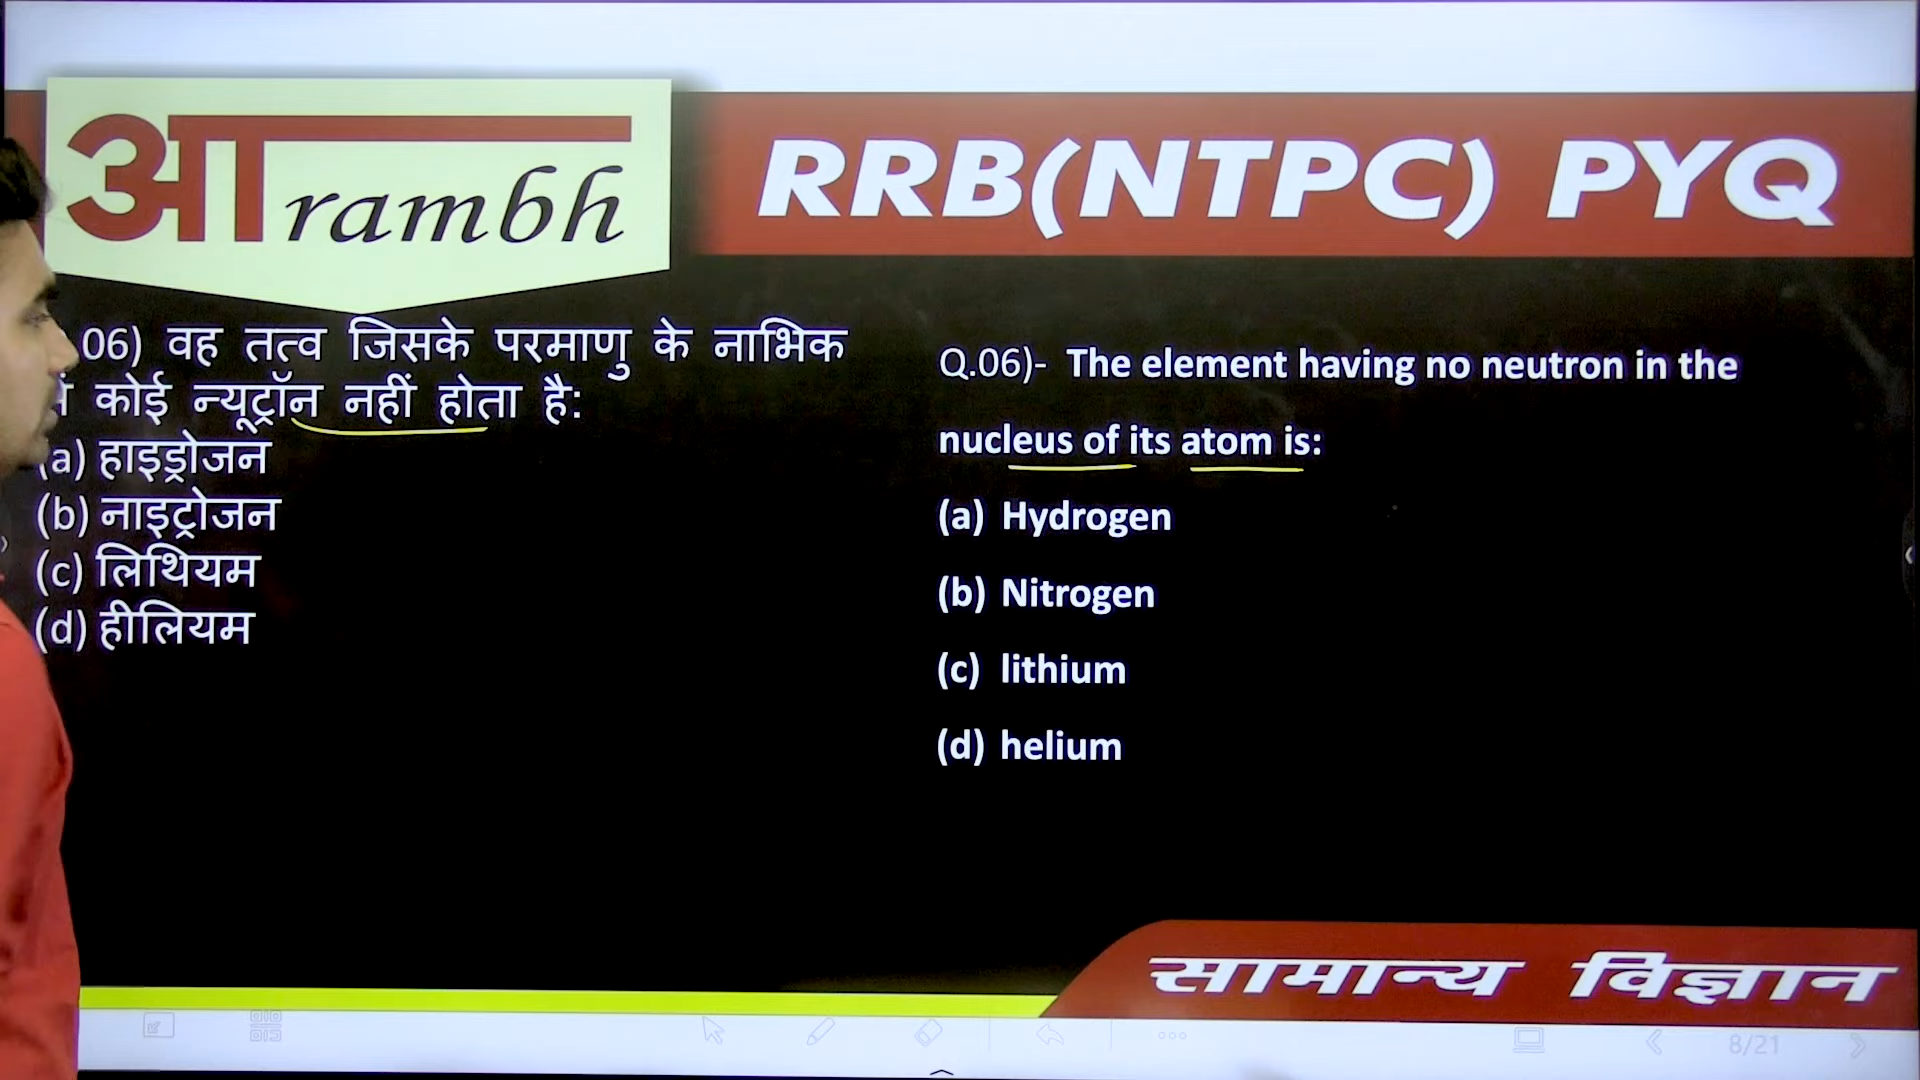 आrambh
RRB(NTPC) PYQ
06) वह तत्व जिसके परमाणु के नाभिक
कोई न्यूट्रॉन नहीं होता है:
(a) हाइड्रोजन
(b) नाइट्रोजन
(c) लिथियम
(d) हीलियम
Q.06)- The element having no neutron in the
nucleus of its atom is:
(a) Hydrogen
(b) Nitrogen
(c) lithium
(d) helium
सामान्य विज्ञान
8/21